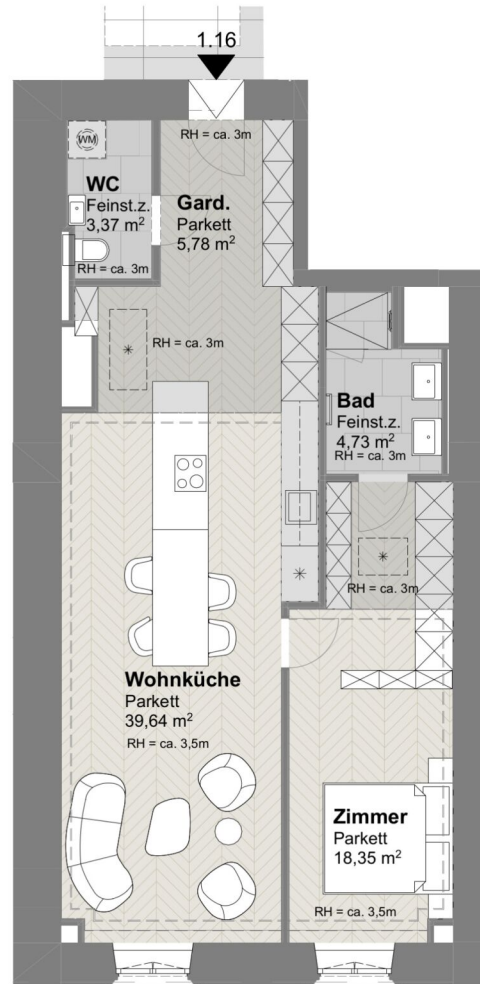 1.16
RH = ca. 3m
WM
WC
Feinst.z.
3,37 m²
RH = ca. 3m
Gard.
Parkett
5,78 m²
RH = ca. 3m
Bad
Feinst.z.
4,73 m²
RH = ca. 3m
RH = ca. 3m
Wohnküche
Parkett
39,64 m²
RH = ca. 3,5m
Zimmer
Parkett
18,35 m²
RH = ca. 3,5m